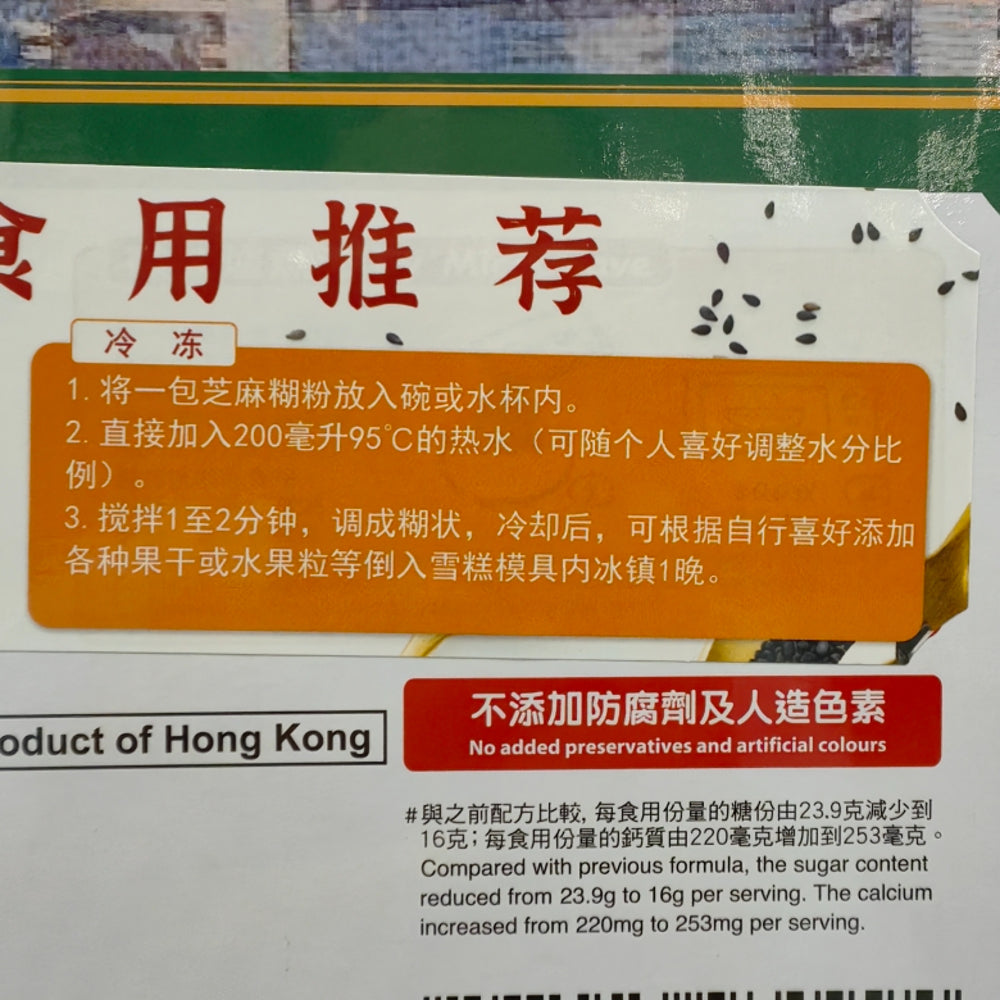 食用推荐
冷冻
1. 将一包芝麻糊粉放入碗或水杯内。
2. 直接加入200毫升95℃的热水（可随个人喜好调整水分比
例）。
3. 搅拌1至2分钟，调成糊状，冷却后，可根据自行喜好添加
各种果干或水果粒等倒入雪糕模具内冰镇1晚。
不添加防腐劑及人造色素
No added preservatives and artificial colours
oduct of Hong Kong
#與之前配方比較, 每食用份量的糖份由23.9克減少到
16克; 每食用份量的鈣質由220毫克增加到253毫克。
Compared with previous formula, the sugar content
reduced from 23.9g to 16g per serving. The calcium
increased from 220mg to 253mg per serving.